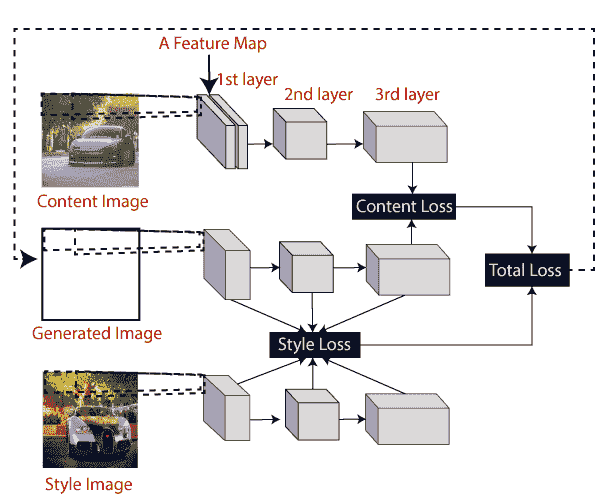 A Feature Map
1st layer
2nd layer
3rd layer
Content Image
Content Loss
Total Loss
Generated Image
Style Loss
Style Image